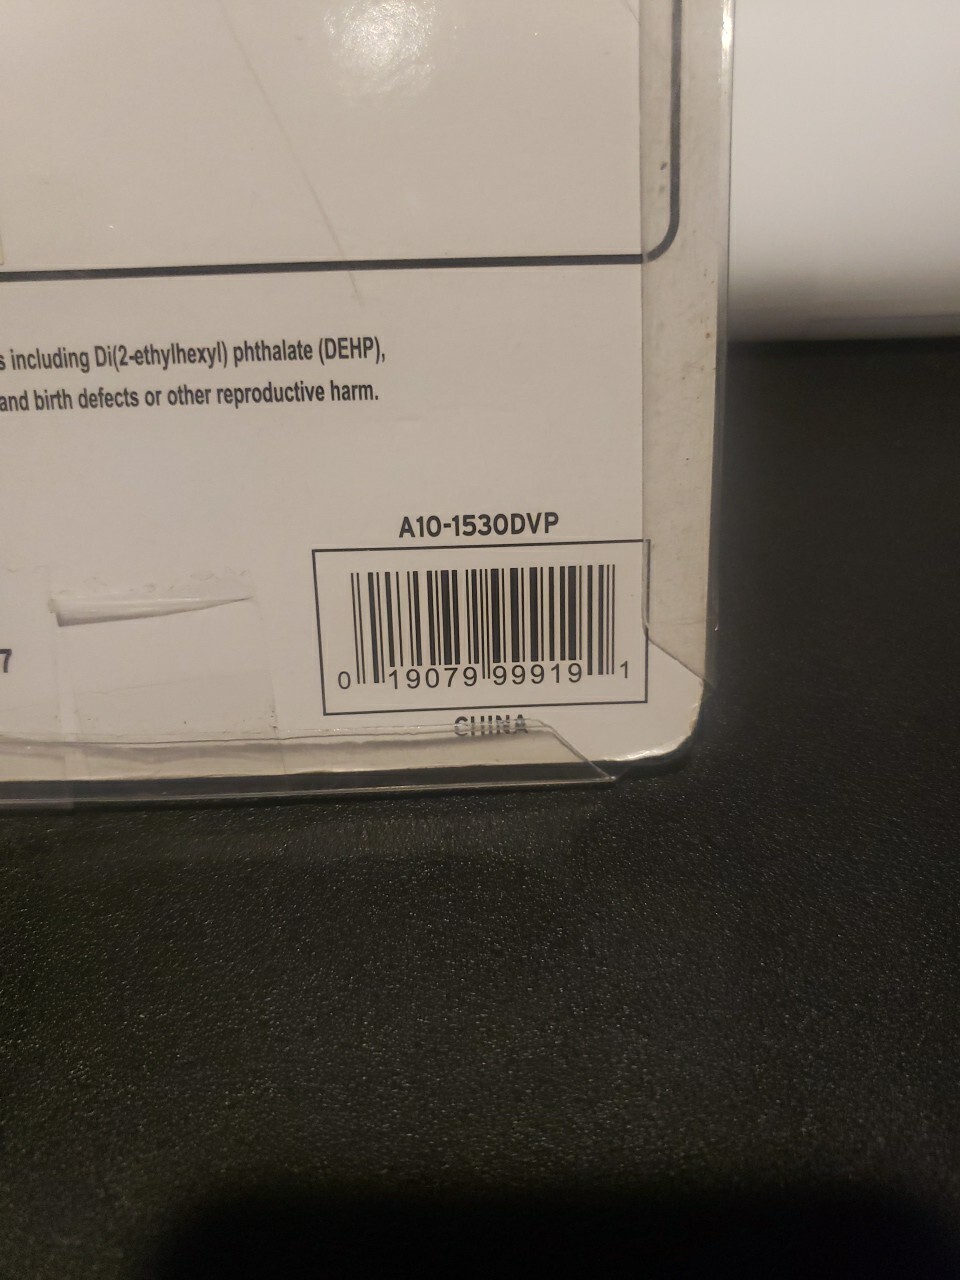 s including Di(2-ethylhexyl) phthalate (DEHP),
and birth defects or other reproductive harm.
A10-1530DVP
7
0 19079 99919 1
CHINA